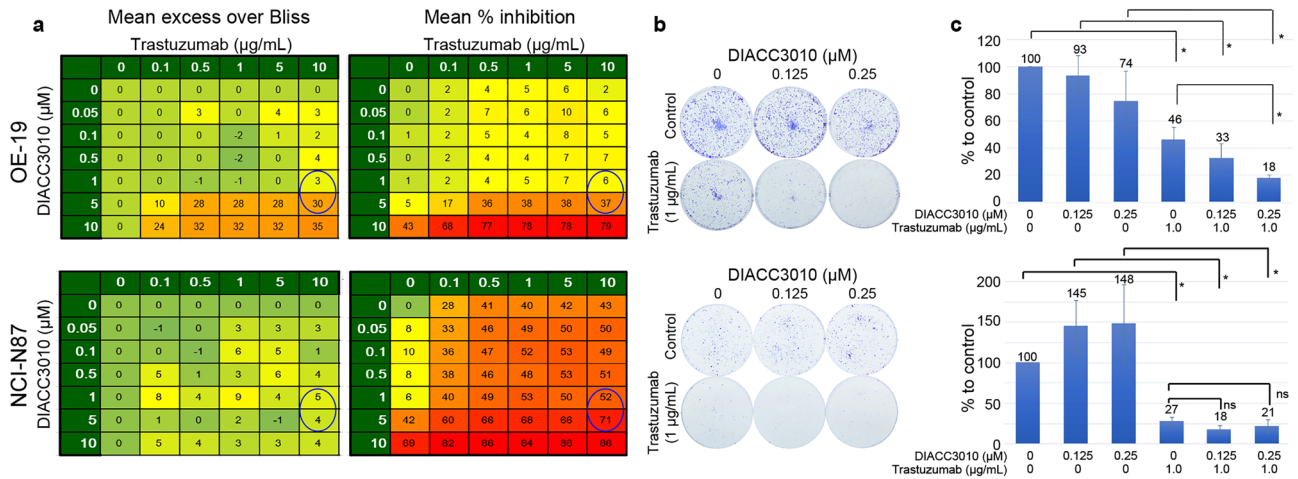 a
Mean excess over Bliss
Mean % inhibition
Trastuzumab (µg/mL)
Trastuzumab (µg/mL)
OE-19
DIACC3010 (µM)
0 0.1 0.5 1 5 10
0 0 0 0 0 0 0
0.05 0 0 3 0 4 3
0.1 0 0 0 -2 1 2
0.5 0 0 0 -2 0 4
1 0 0 -1 -1 0 3
5 0 10 28 28 28 30
10 0 24 32 32 32 35
0 0.1 0.5 1 5 10
0 0 2 4 5 6 2
0.05 0 2 7 6 10 6
0.1 1 2 5 4 8 5
0.5 0 2 4 4 7 7
1 1 2 4 5 7 6
5 5 17 36 38 38 37
10 43 68 77 78 78 79
NCI-N87
DIACC3010 (µM)
0 0.1 0.5 1 5 10
0 0 0 0 0 0 0
0.05 0 -1 0 3 3 3
0.1 0 0 -1 6 5 1
0.5 0 5 1 3 6 4
1 0 8 4 9 4 5
5 0 1 0 2 -1 4
10 0 5 4 3 3 4
0 0.1 0.5 1 5 10
0 0 28 41 40 42 43
0.05 8 33 46 49 50 50
0.1 10 36 47 52 53 49
0.5 8 38 46 48 53 51
1 6 40 49 53 50 52
5 42 60 66 68 66 71
10 69 82 86 84 86 86
b
DIACC3010 (µM)
0 0.125 0.25
Control
Trastuzumab
(1 µg/mL)
DIACC3010 (µM)
0 0.125 0.25
Control
Trastuzumab
(1 µg/mL)
c
% to control
120
100
80
60
40
20
0
100 93 74 46 33 18
* * * *
DIACC3010 (µM) 0 0.125 0.25 0 0.125 0.25
Trastuzumab (µg/mL) 0 0 0 1.0 1.0 1.0
% to control
200
150
100
50
0
100 145 148 27 18 21
* * * ns ns
DIACC3010 (µM) 0 0.125 0.25 0 0.125 0.25
Trastuzumab (µg/mL) 0 0 0 1.0 1.0 1.0